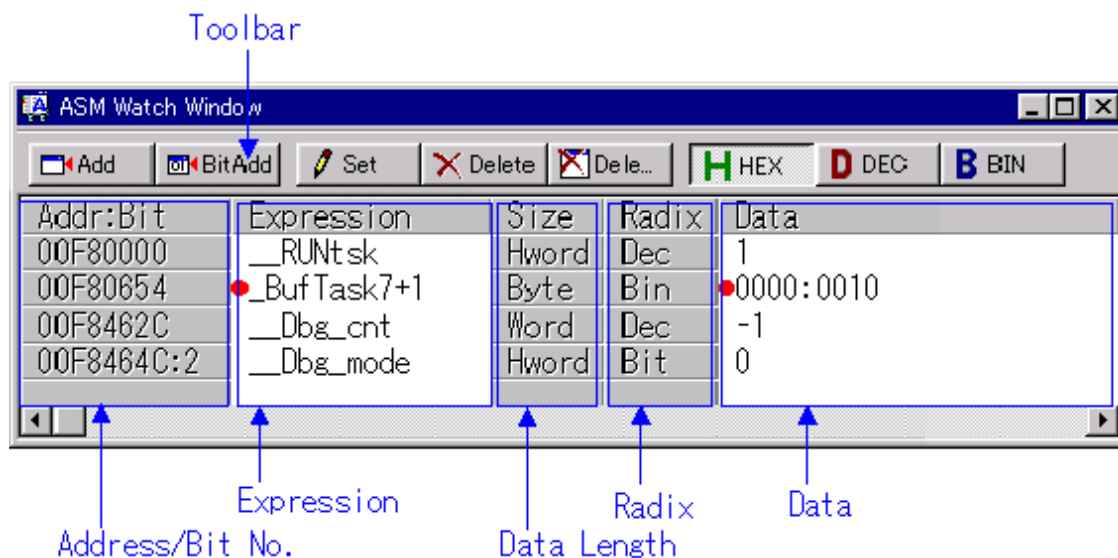 Toolbar
ASM Watch Window
Add BitAdd Set Delete Dele... H HEX D DEC B BIN
Addr:Bit Expression Size Radix Data
00F80000 __RUNtsk Hword Dec 1
00F80654 _BufTask7+1 Byte Bin 0000:0010
00F8462C __Dbg_cnt Word Dec -1
00F8464C:2 __Dbg_mode Hword Bit 0
Expression Radix Data
Address/Bit No. Data Length